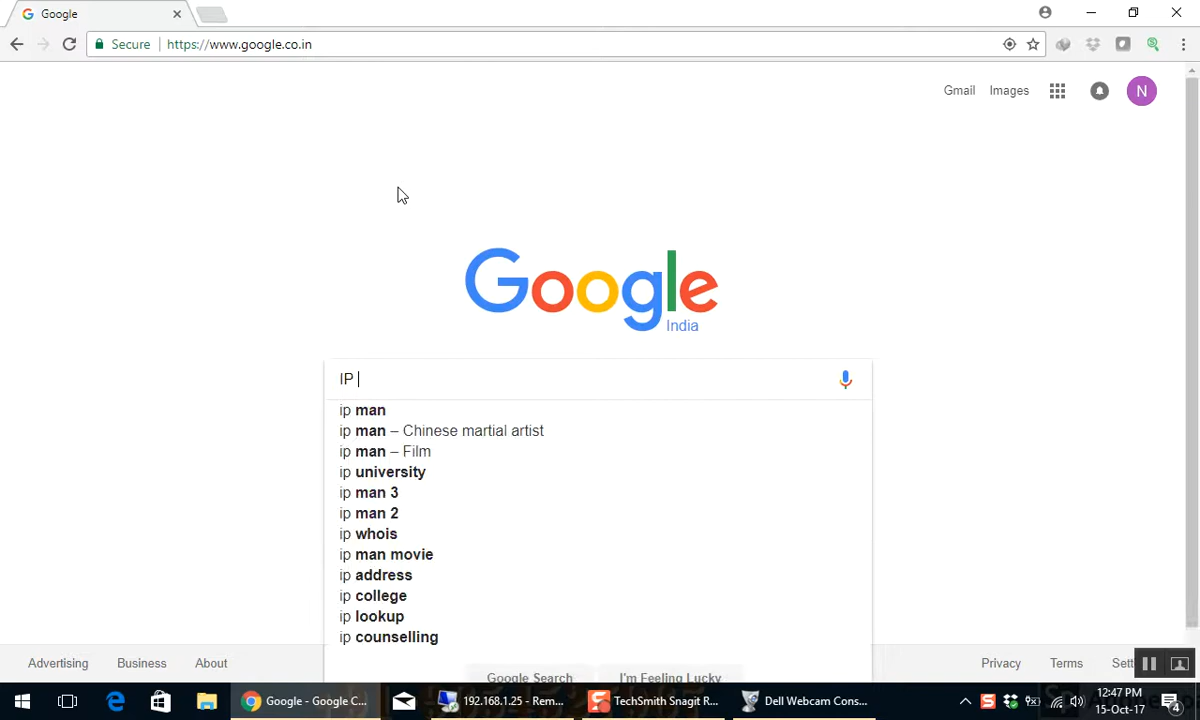 Google
Secure https://www.google.co.in
Gmail Images N
Google
India
IP
ip man
ip man – Chinese martial artist
ip man – Film
ip university
ip man 3
ip man 2
ip whois
ip man movie
ip address
ip college
ip lookup
ip counselling
Google Search I'm Feeling Lucky
Advertising Business About Privacy Terms Sett
Google - Google C... 192.168.1.25 - Rem... TechSmith Snagit R... Dell Webcam Cons... 12:47 PM
15-Oct-17 4